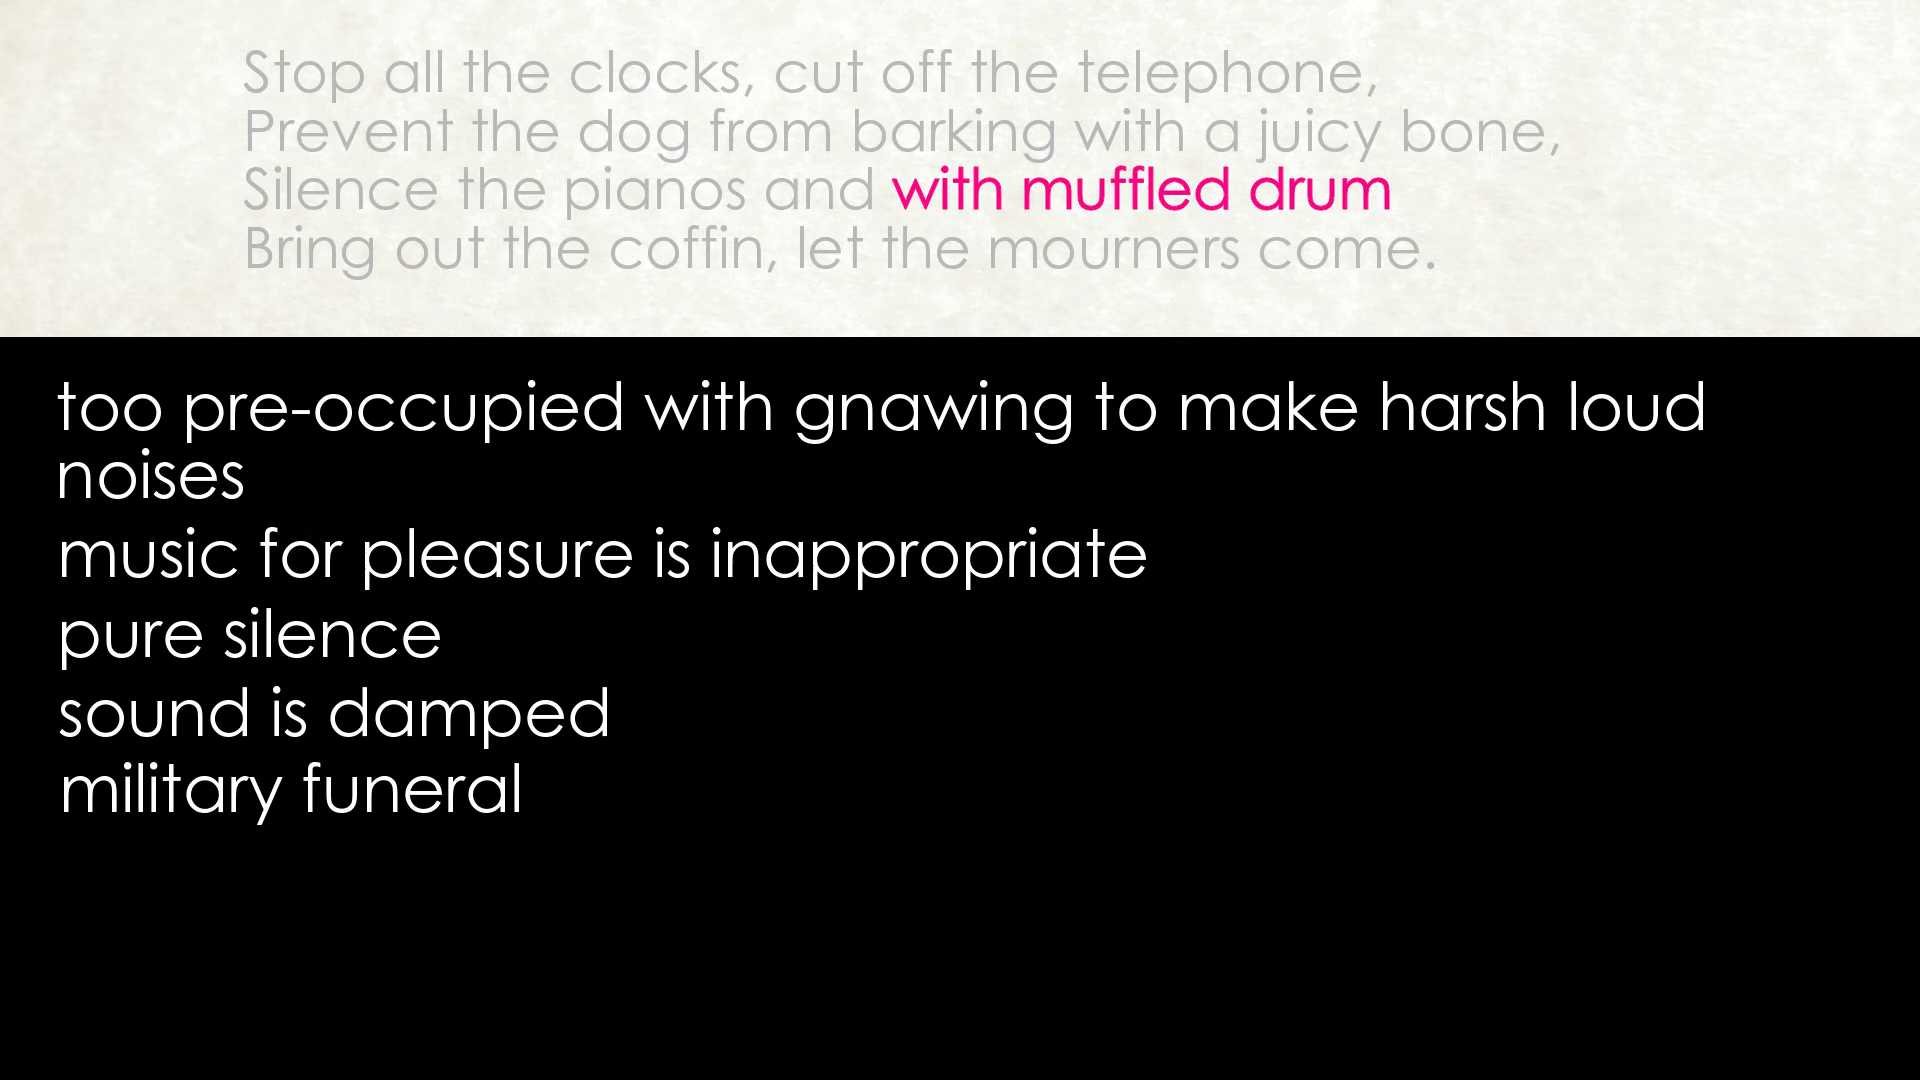 Stop all the clocks, cut off the telephone,
Prevent the dog from barking with a juicy bone,
Silence the pianos and with muffled drum
Bring out the coffin, let the mourners come.
too pre-occupied with gnawing to make harsh loud
noises
music for pleasure is inappropriate
pure silence
sound is damped
military funeral